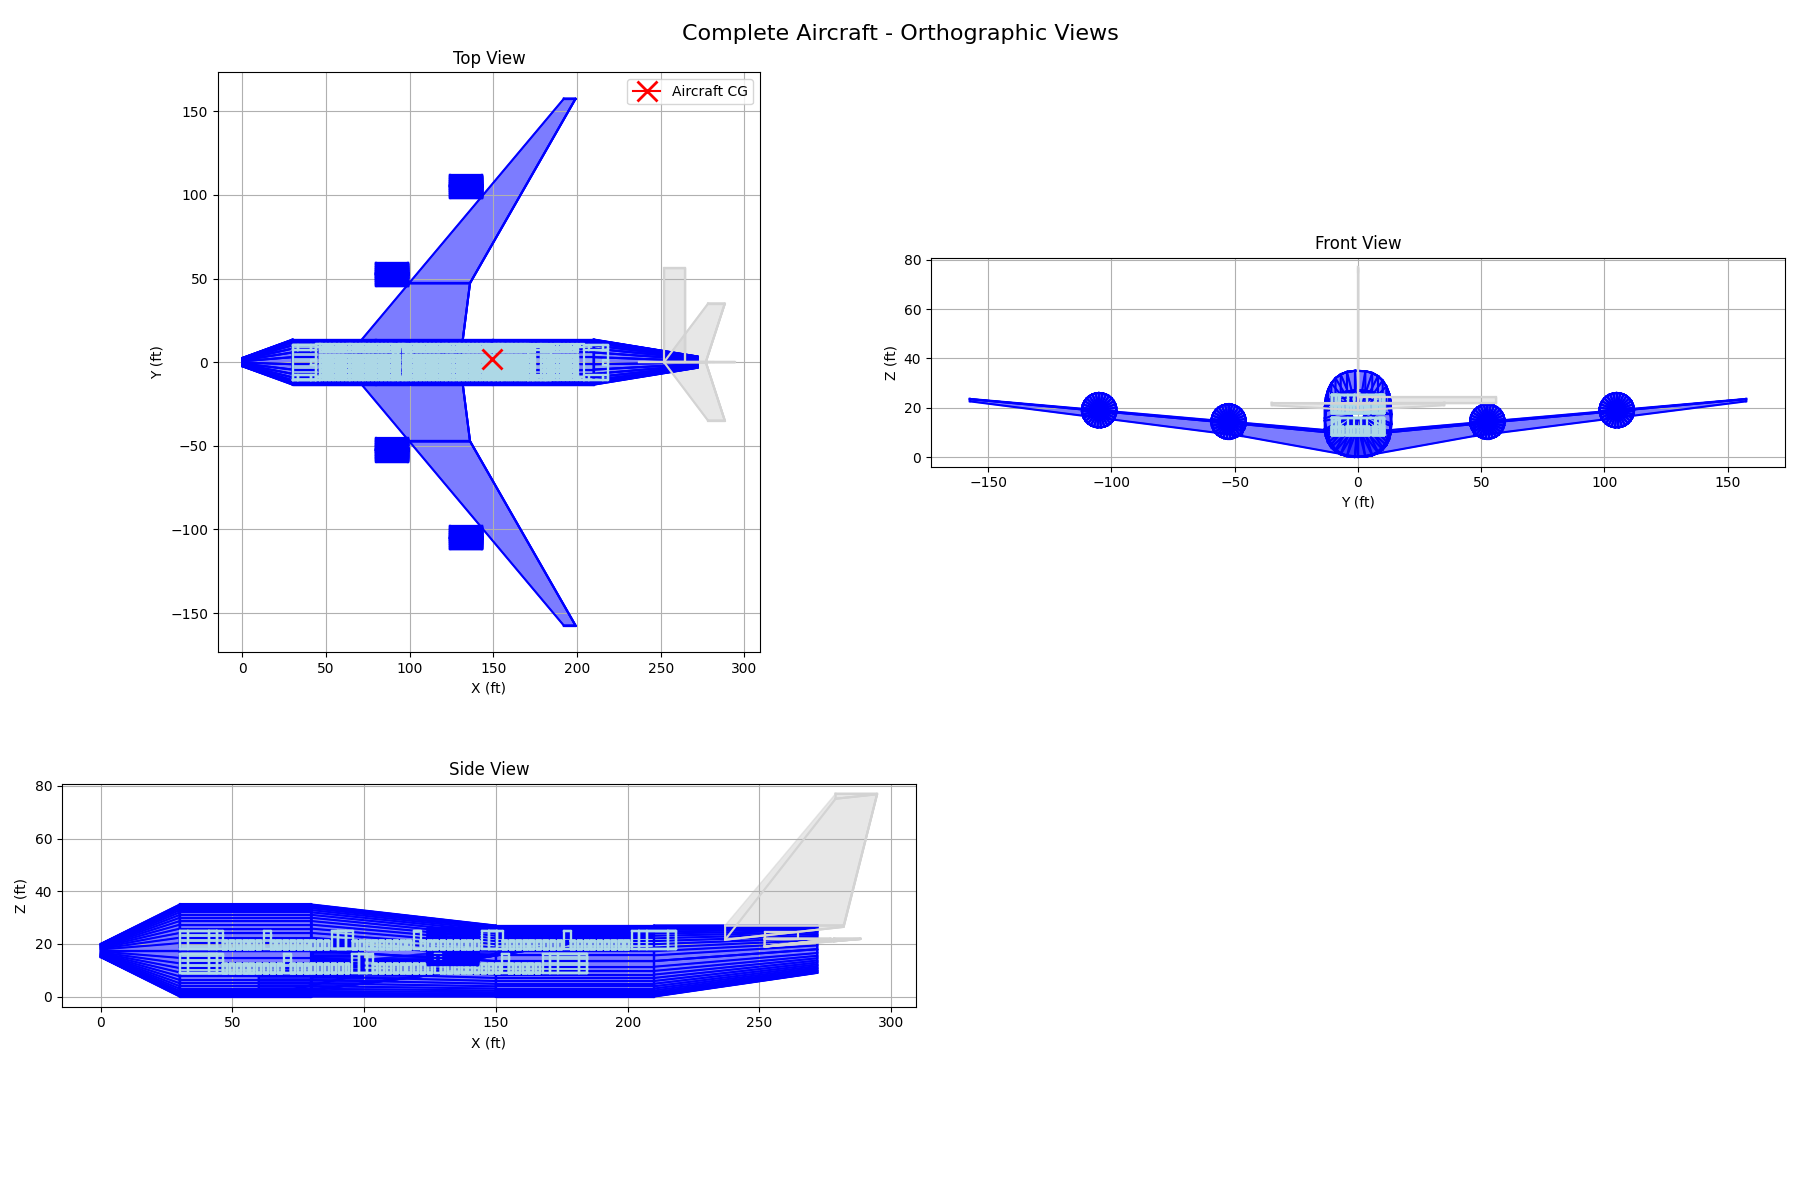 Complete Aircraft - Orthographic Views
Top View
Aircraft CG
150
100
50
0
−50
−100
−150
Y (ft)
0 50 100 150 200 250 300
X (ft)
Front View
80
60
40
20
0
Z (ft)
−150 −100 −50 0 50 100 150
Y (ft)
Side View
80
60
40
20
0
Z (ft)
0 50 100 150 200 250 300
X (ft)